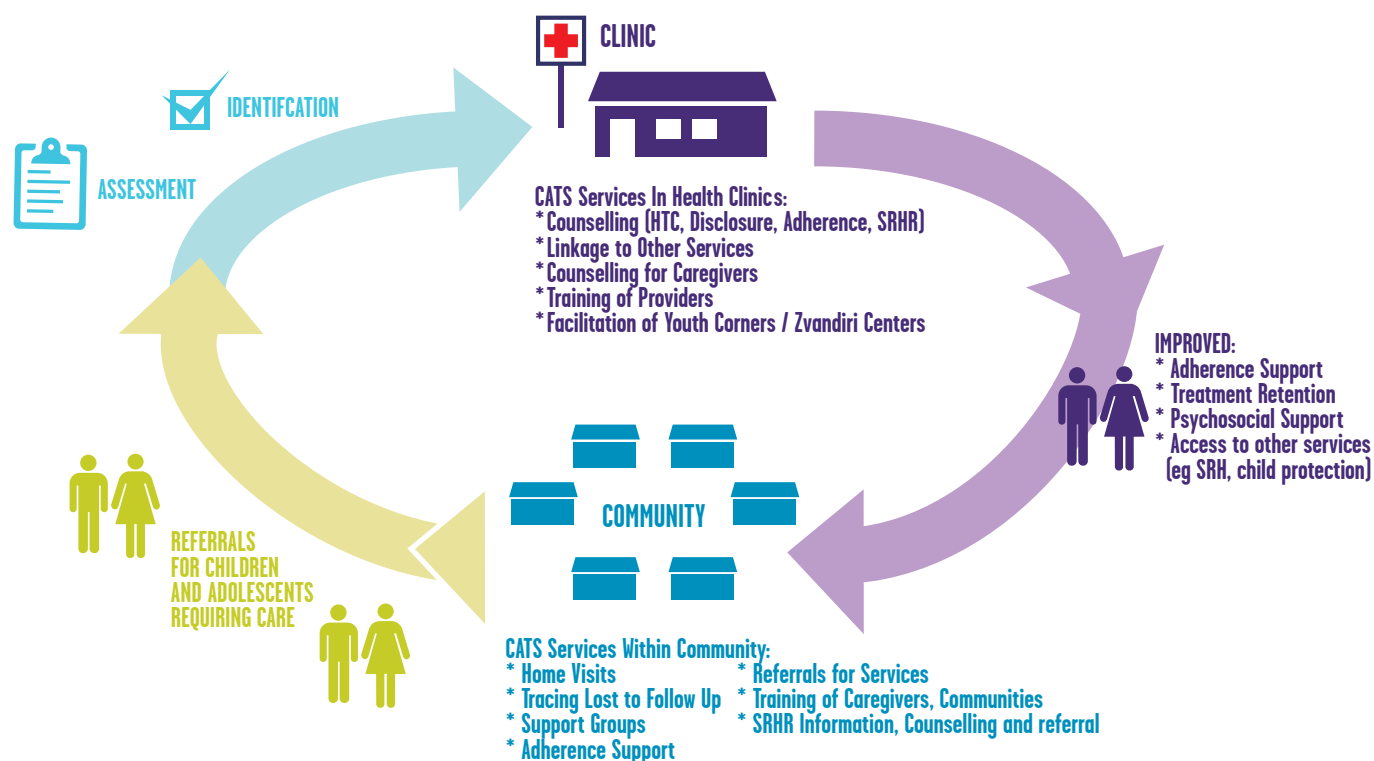 CLINIC
IDENTIFCATION
ASSESSMENT
CATS Services In Health Clinics:
*Counselling (HTC, Disclosure, Adherence, SRHR)
*Linkage to Other Services
*Counselling for Caregivers
*Training of Providers
*Facilitation of Youth Corners / Zvandiri Centers
IMPROVED:
* Adherence Support
* Treatment Retention
* Psychosocial Support
* Access to other services
(eg SRH, child protection)
COMMUNITY
REFERRALS
FOR CHILDREN
AND ADOLESCENTS
REQUIRING CARE
CATS Services Within Community:
* Home Visits
* Tracing Lost to Follow Up
* Support Groups
* Adherence Support
* Referrals for Services
* Training of Caregivers, Communities
* SRHR Information, Counselling and referral